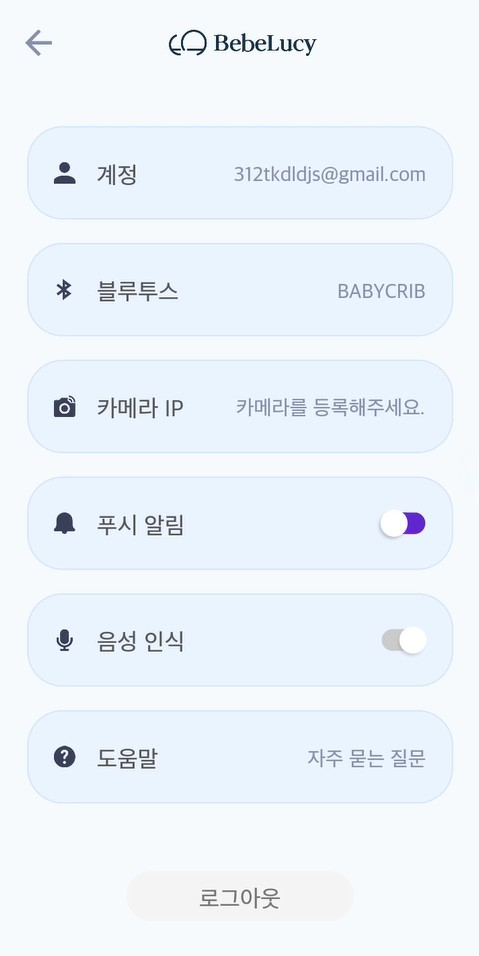 BebeLucy
계정 312tkdldjs@gmail.com
블루투스 BABYCRIB
카메라 IP 카메라를 등록해주세요.
푸시 알림
음성 인식
도움말 자주 묻는 질문
로그아웃